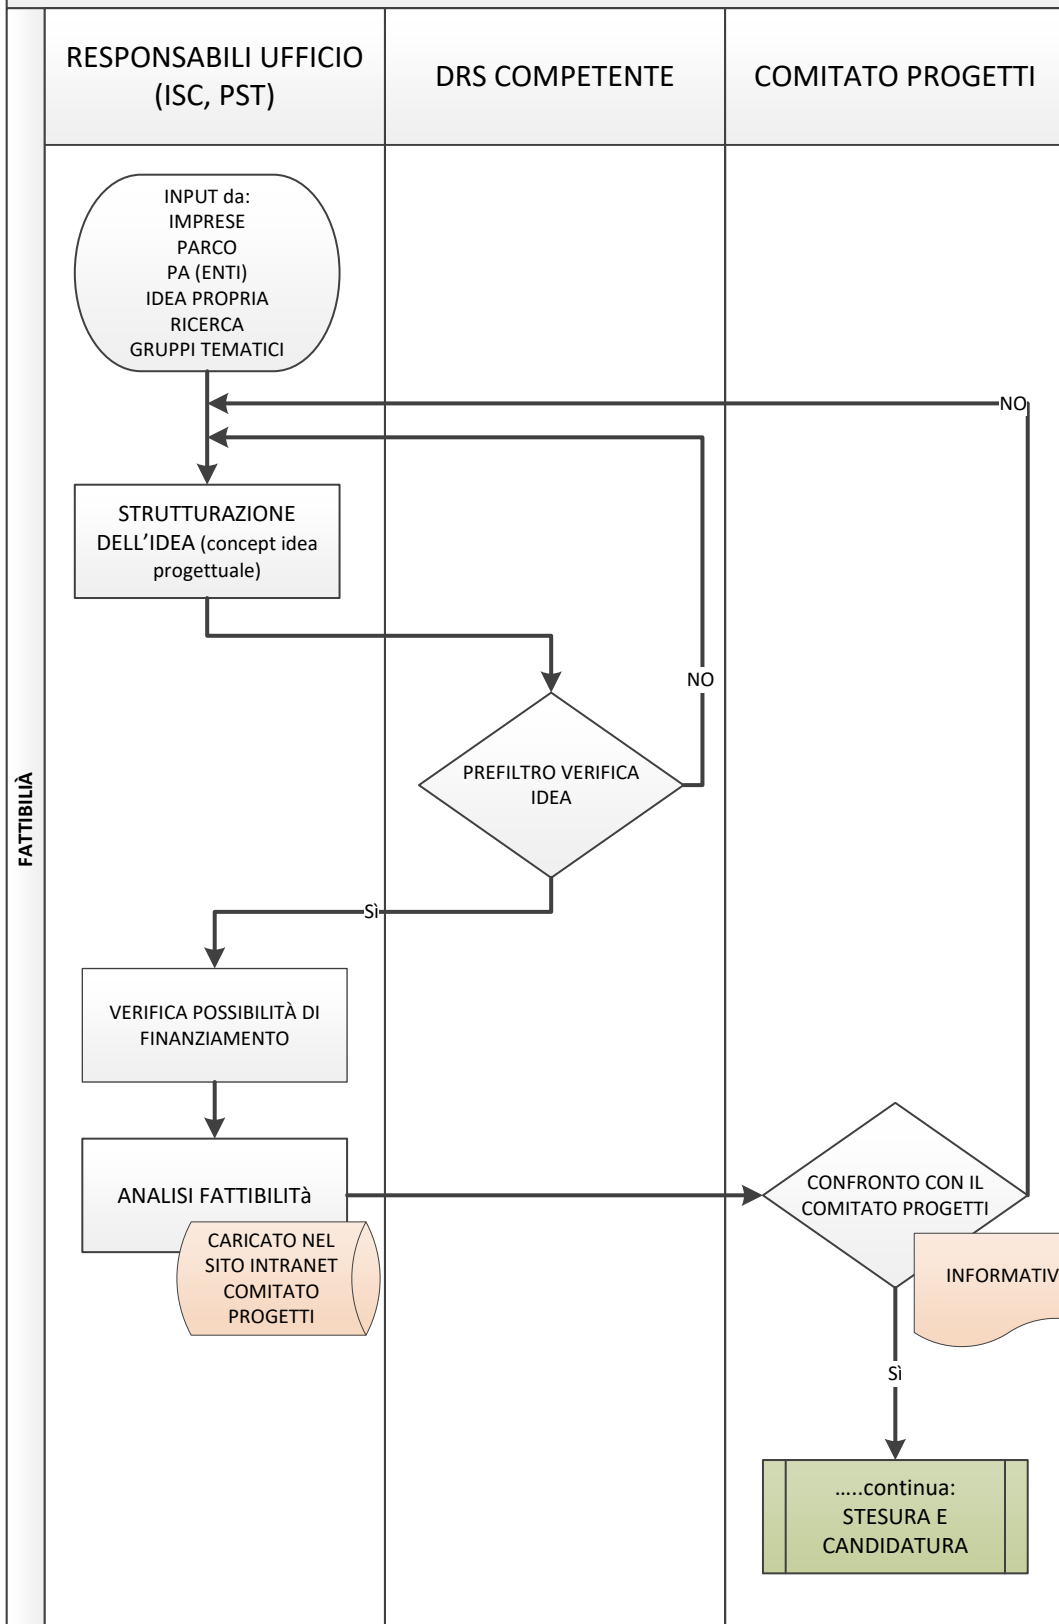 RESPONSABILI UFFICIO
(ISC, PST)
DRS COMPETENTE
COMITATO PROGETTI
FATTIBILIÀ
INPUT da:
IMPRESE
PARCO
PA (ENTI)
IDEA PROPRIA
RICERCA
GRUPPI TEMATICI
NO
STRUTTURAZIONE
DELL'IDEA (concept idea
progettuale)
NO
PREFILTRO VERIFICA
IDEA
Sì
VERIFICA POSSIBILITÀ DI
FINANZIAMENTO
ANALISI FATTIBILITà
CARICATO NEL
SITO INTRANET
COMITATO
PROGETTI
CONFRONTO CON IL
COMITATO PROGETTI
INFORMATIV
Sì
.....continua:
STESURA E
CANDIDATURA